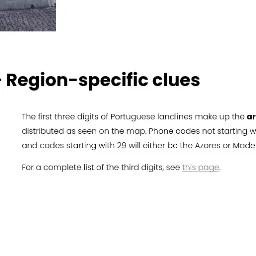 Region-specific clues
The first three digits of Portuguese landlines make up the ar
distributed as seen on the map. Phone codes not starting w
and codes starting with 29 will either be the Azores or Made
For a complete list of the third digits, see this page.